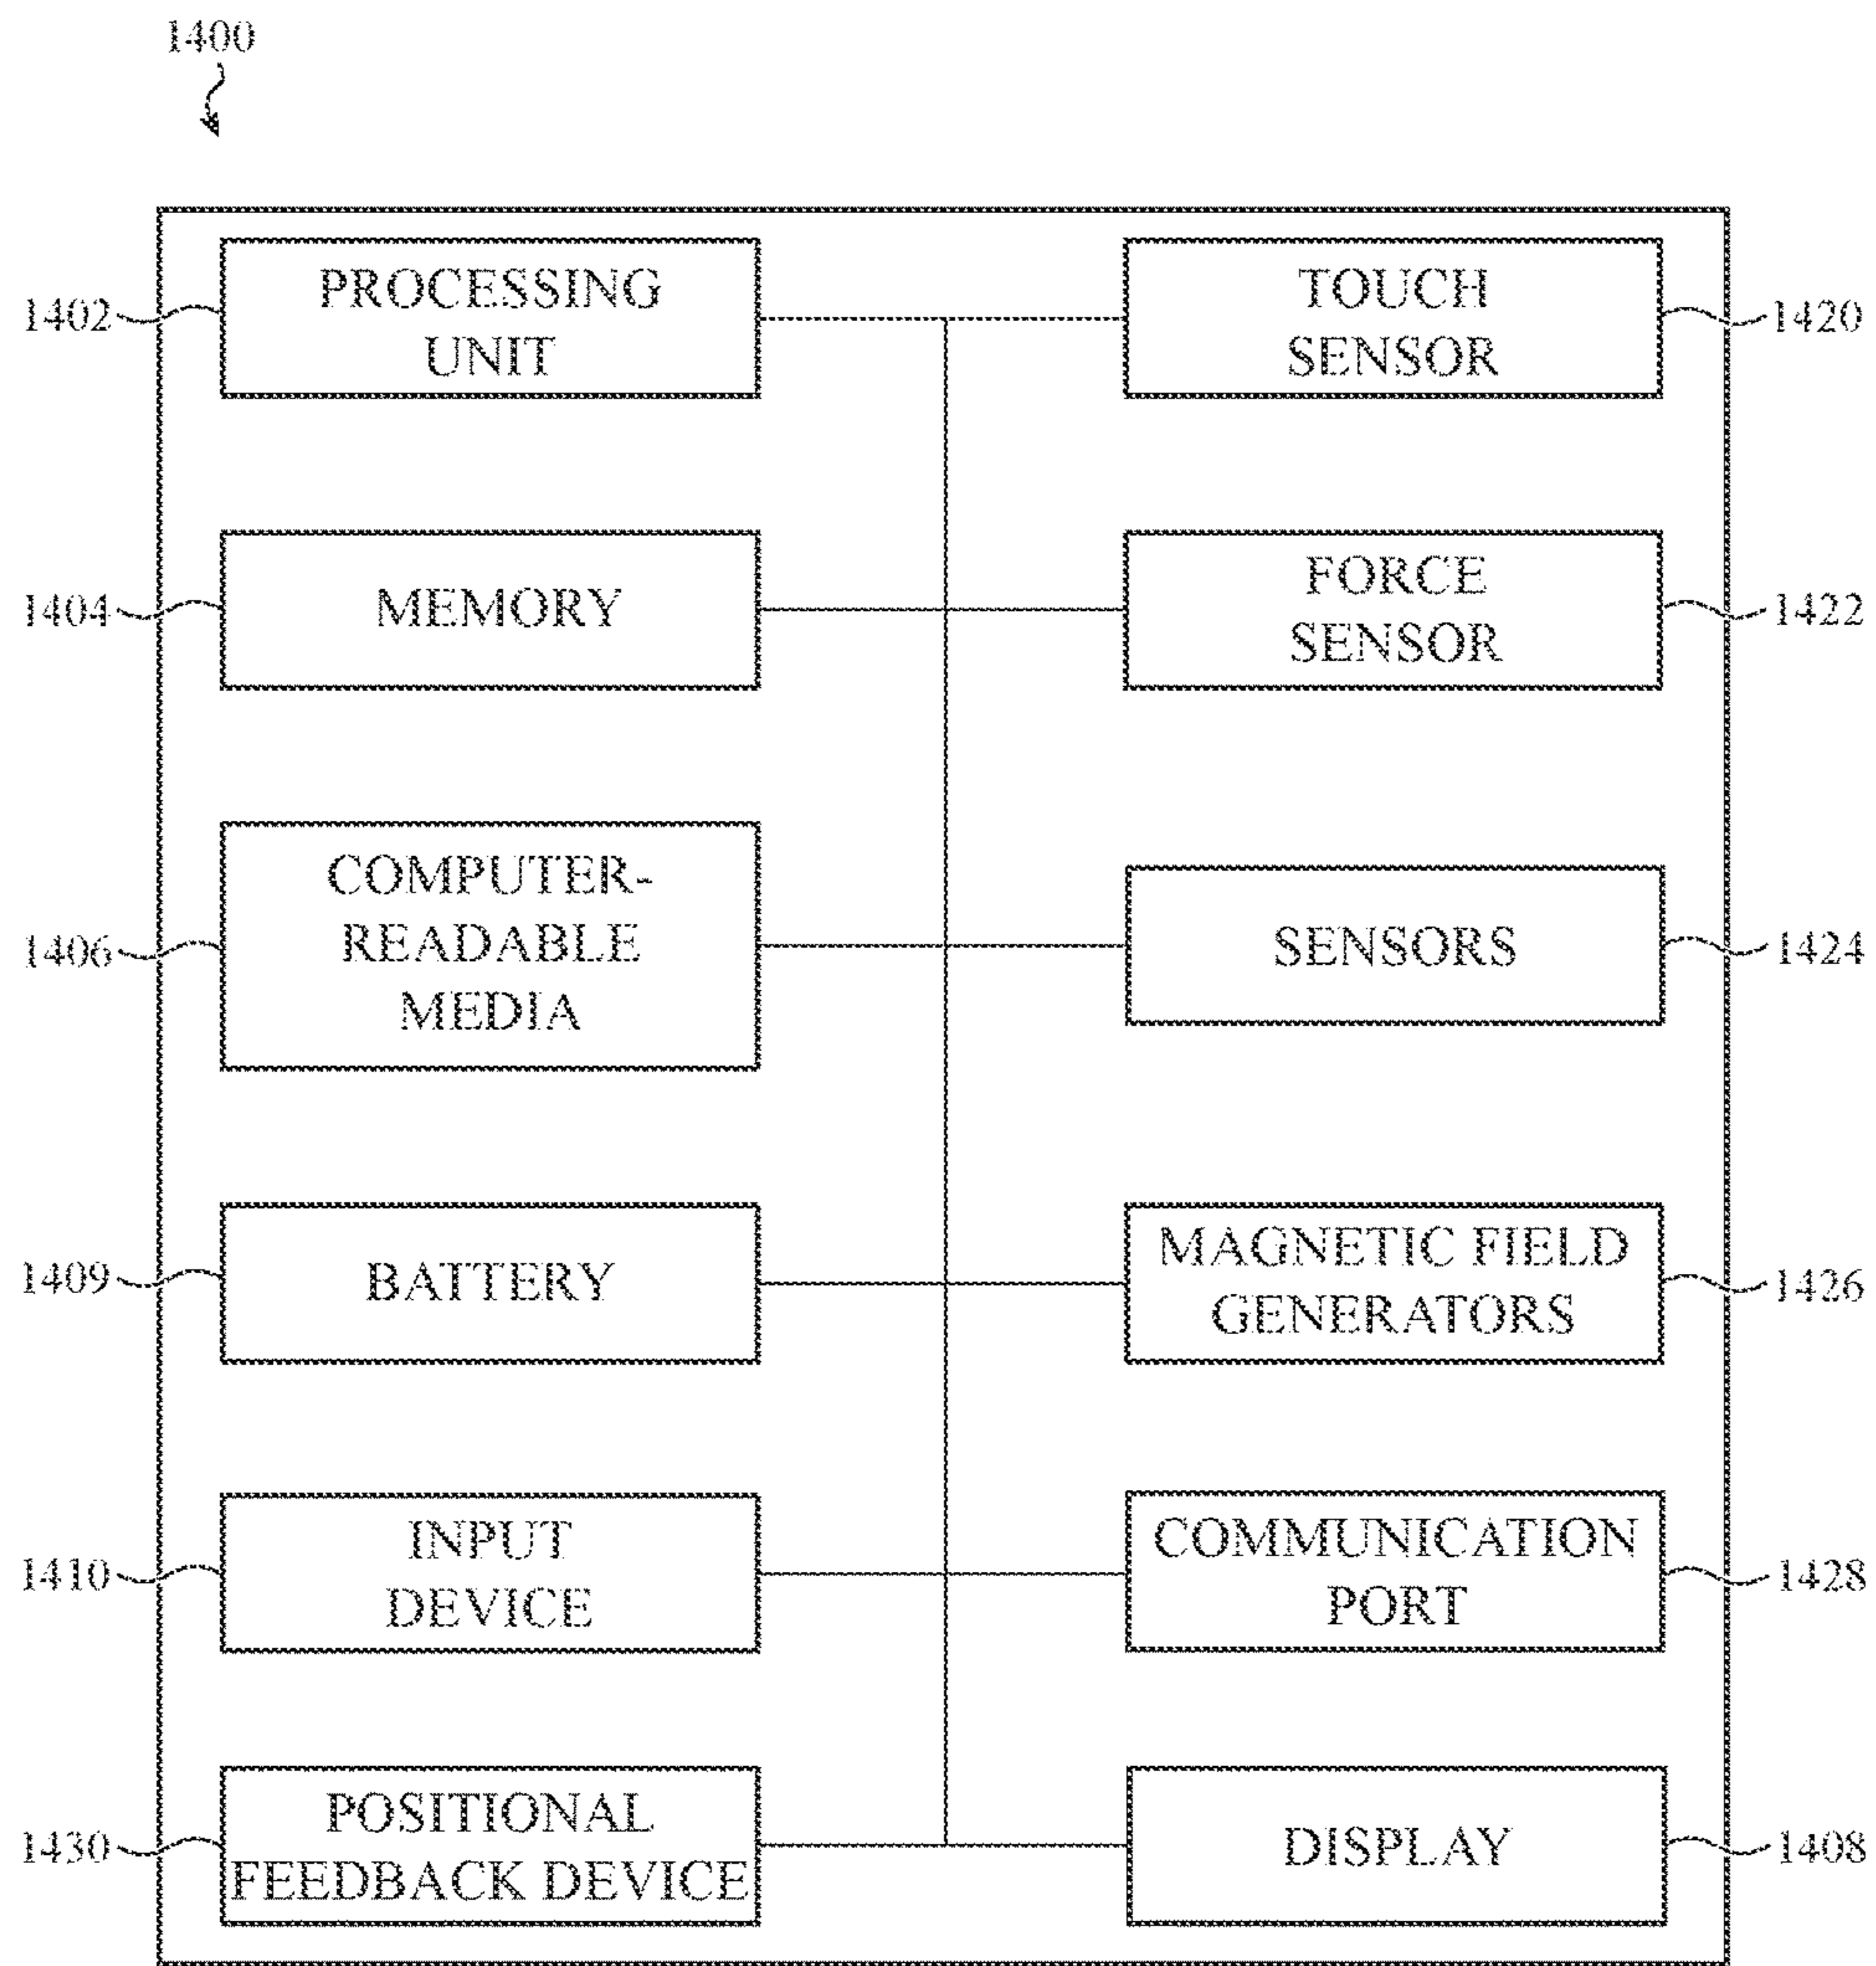 1400
1402
PROCESSING
UNIT
TOUCH
SENSOR
1420
1404
MEMORY
FORCE
SENSOR
1422
1406
COMPUTER-
READABLE
MEDIA
SENSORS
1424
1409
BATTERY
MAGNETIC FIELD
GENERATORS
1426
1410
INPUT
DEVICE
COMMUNICATION
PORT
1428
1430
POSITIONAL
FEEDBACK DEVICE
DISPLAY
1408